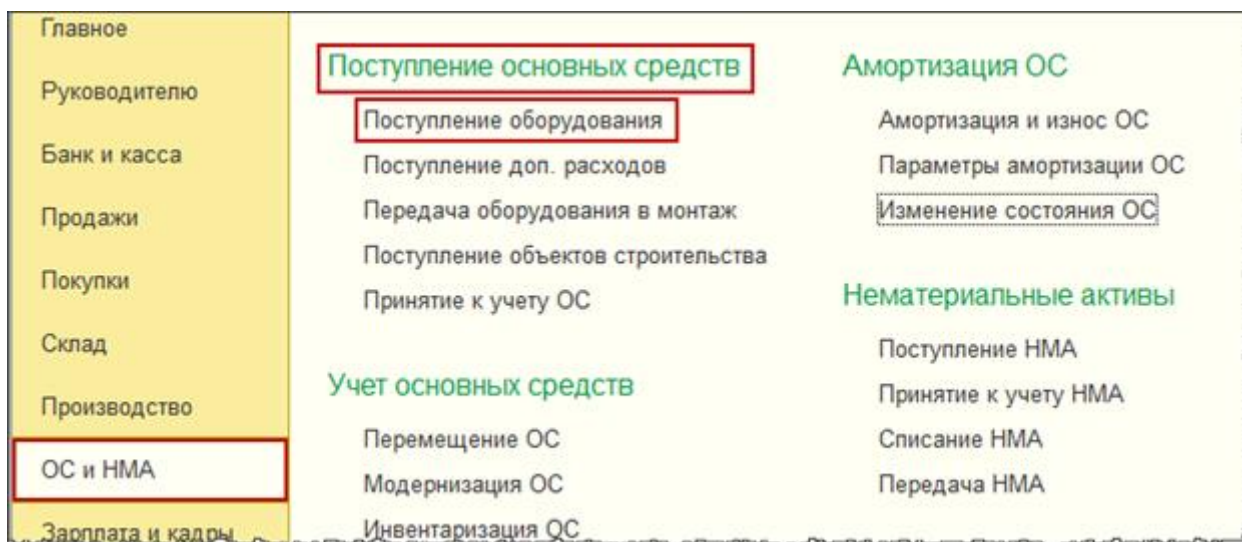 Главное
Руководителю
Банк и касса
Продажи
Покупки
Склад
Производство
ОС и НМА
Зарплата и кадры
Поступление основных средств
Поступление оборудования
Поступление доп. расходов
Передача оборудования в монтаж
Поступление объектов строительства
Принятие к учету ОС
Учет основных средств
Перемещение ОС
Модернизация ОС
Инвентаризация ОС
Амортизация ОС
Амортизация и износ ОС
Параметры амортизации ОС
Изменение состояния ОС
Нематериальные активы
Поступление НМА
Принятие к учету НМА
Списание НМА
Передача НМА